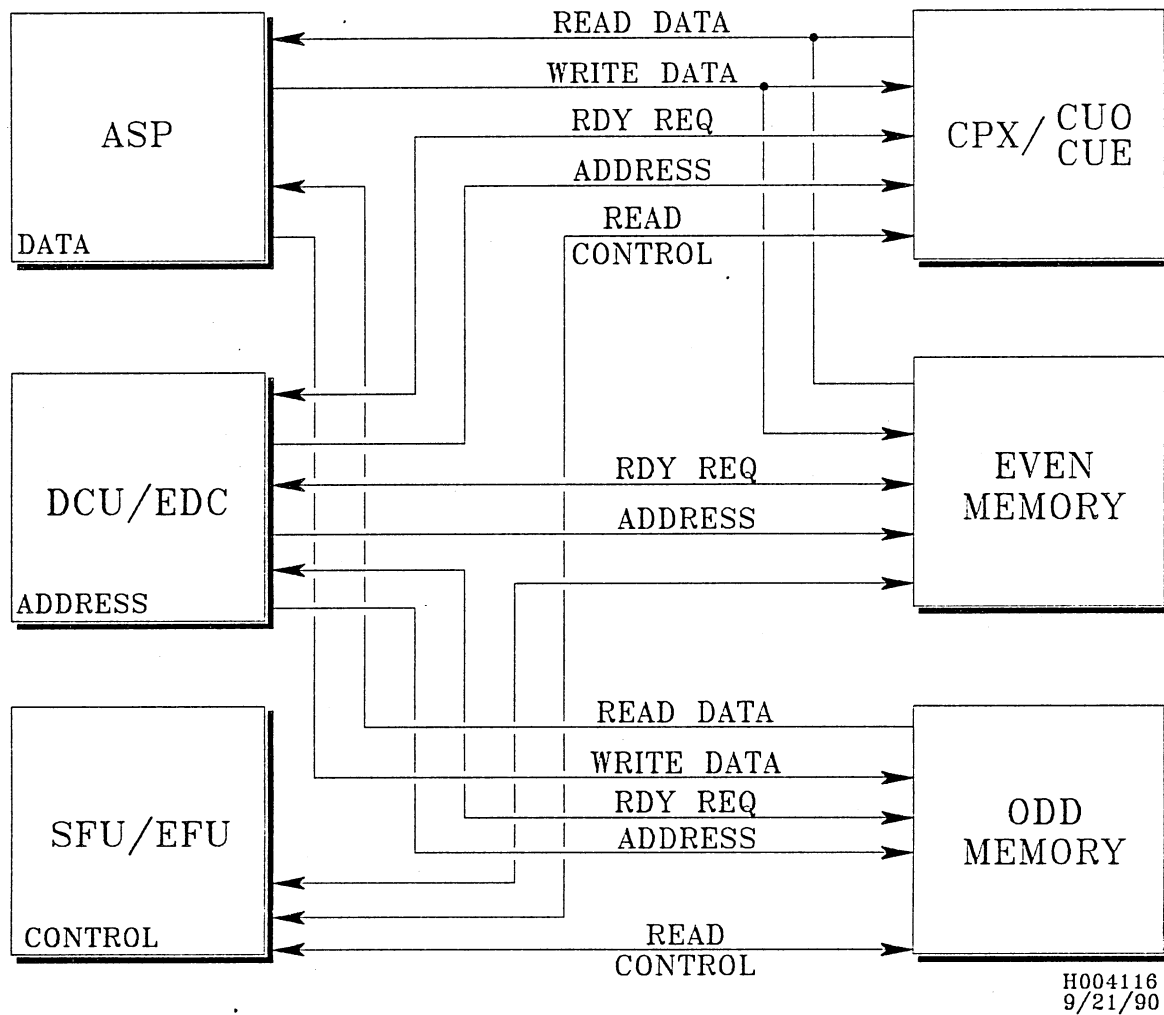 READ DATA
WRITE DATA
RDY REQ
ADDRESS
READ
CONTROL
ASP
DATA
CPX/ CUO
CUE
DCU/EDC
ADDRESS
RDY REQ
ADDRESS
EVEN
MEMORY
READ DATA
WRITE DATA
RDY REQ
ADDRESS
READ
CONTROL
SFU/EFU
CONTROL
ODD
MEMORY
H004116
9/21/90